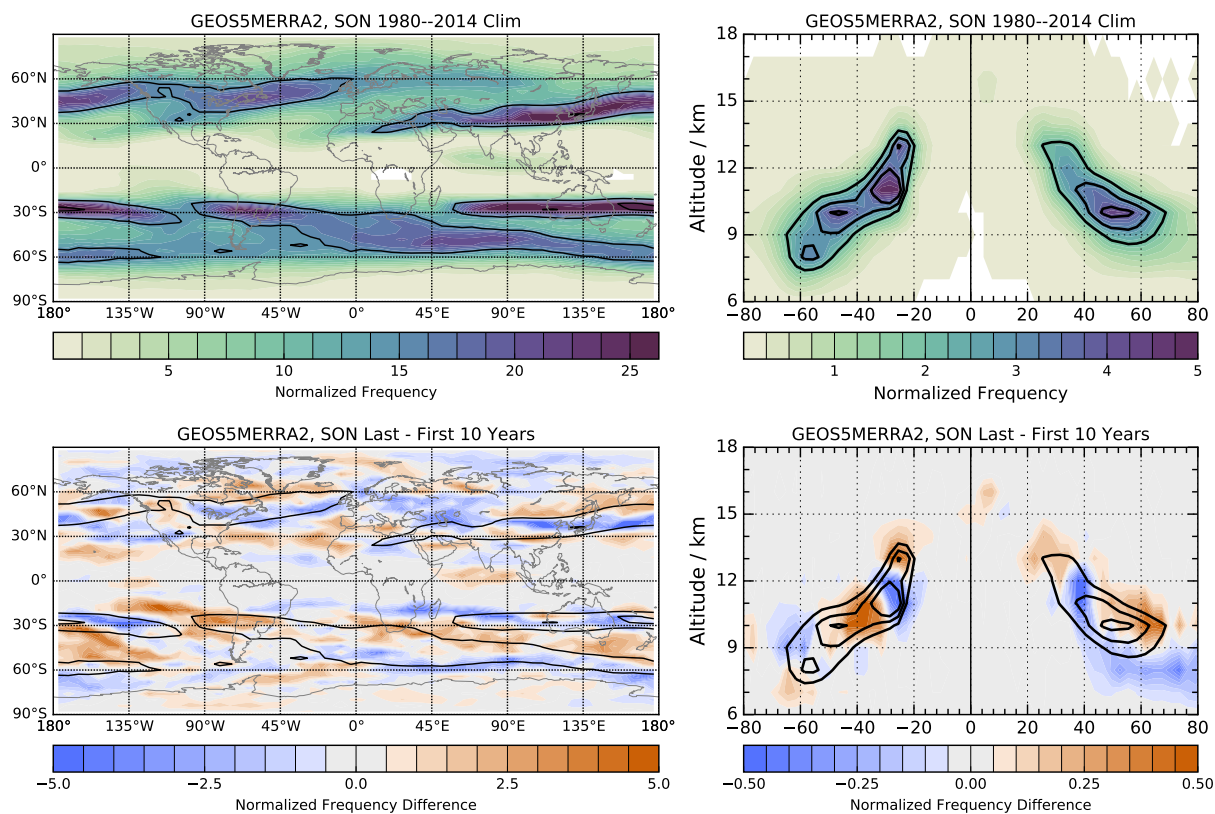 GEOS5MERRA2, SON 1980--2014 Clim
60°N
30°N
0°
30°S
60°S
90°S
180° 135°W 90°W 45°W 0° 45°E 90°E 135°E 180°
5 10 15 20 25
Normalized Frequency
GEOS5MERRA2, SON 1980--2014 Clim
Altitude / km
18
15
12
9
6
−80 −60 −40 −20 0 20 40 60 80
1 2 3 4 5
Normalized Frequency
GEOS5MERRA2, SON Last - First 10 Years
60°N
30°N
0°
30°S
60°S
90°S
180° 135°W 90°W 45°W 0° 45°E 90°E 135°E 180°
−5.0 −2.5 0.0 2.5 5.0
Normalized Frequency Difference
GEOS5MERRA2, SON Last - First 10 Years
Altitude / km
18
15
12
9
6
−80 −60 −40 −20 0 20 40 60 80
−0.50 −0.25 0.00 0.25 0.50
Normalized Frequency Difference